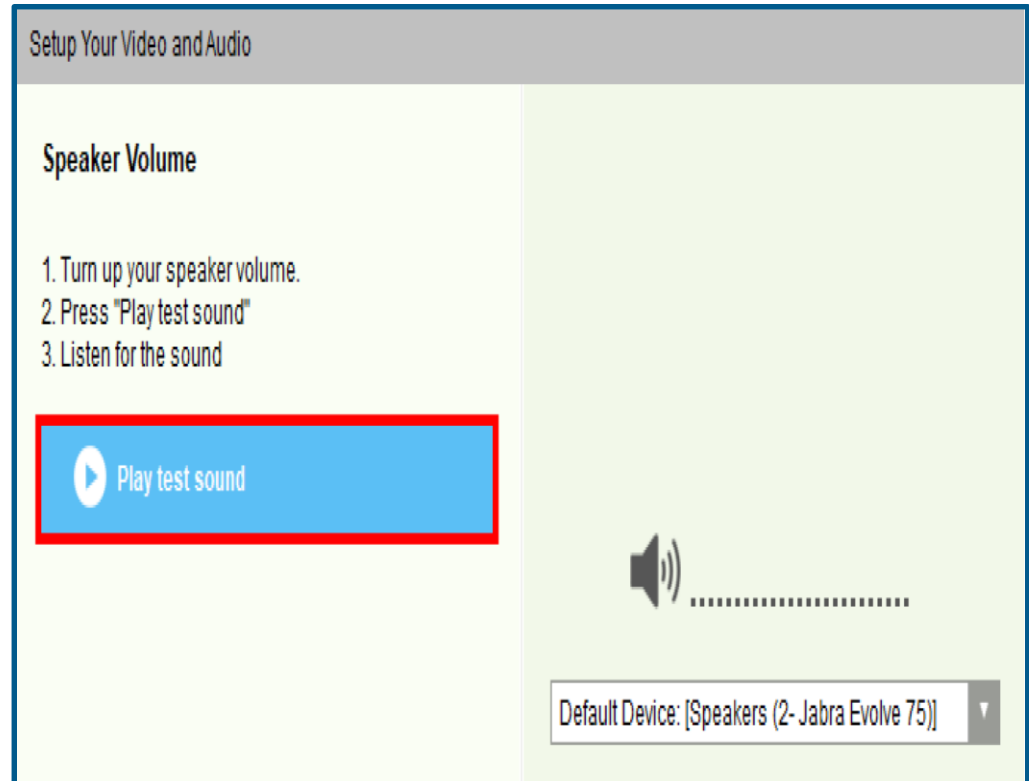 Setup Your Video and Audio
Speaker Volume
1. Turn up your speaker volume.
2. Press "Play test sound"
3. Listen for the sound
Play test sound
Default Device: [Speakers (2- Jabra Evolve 75)]